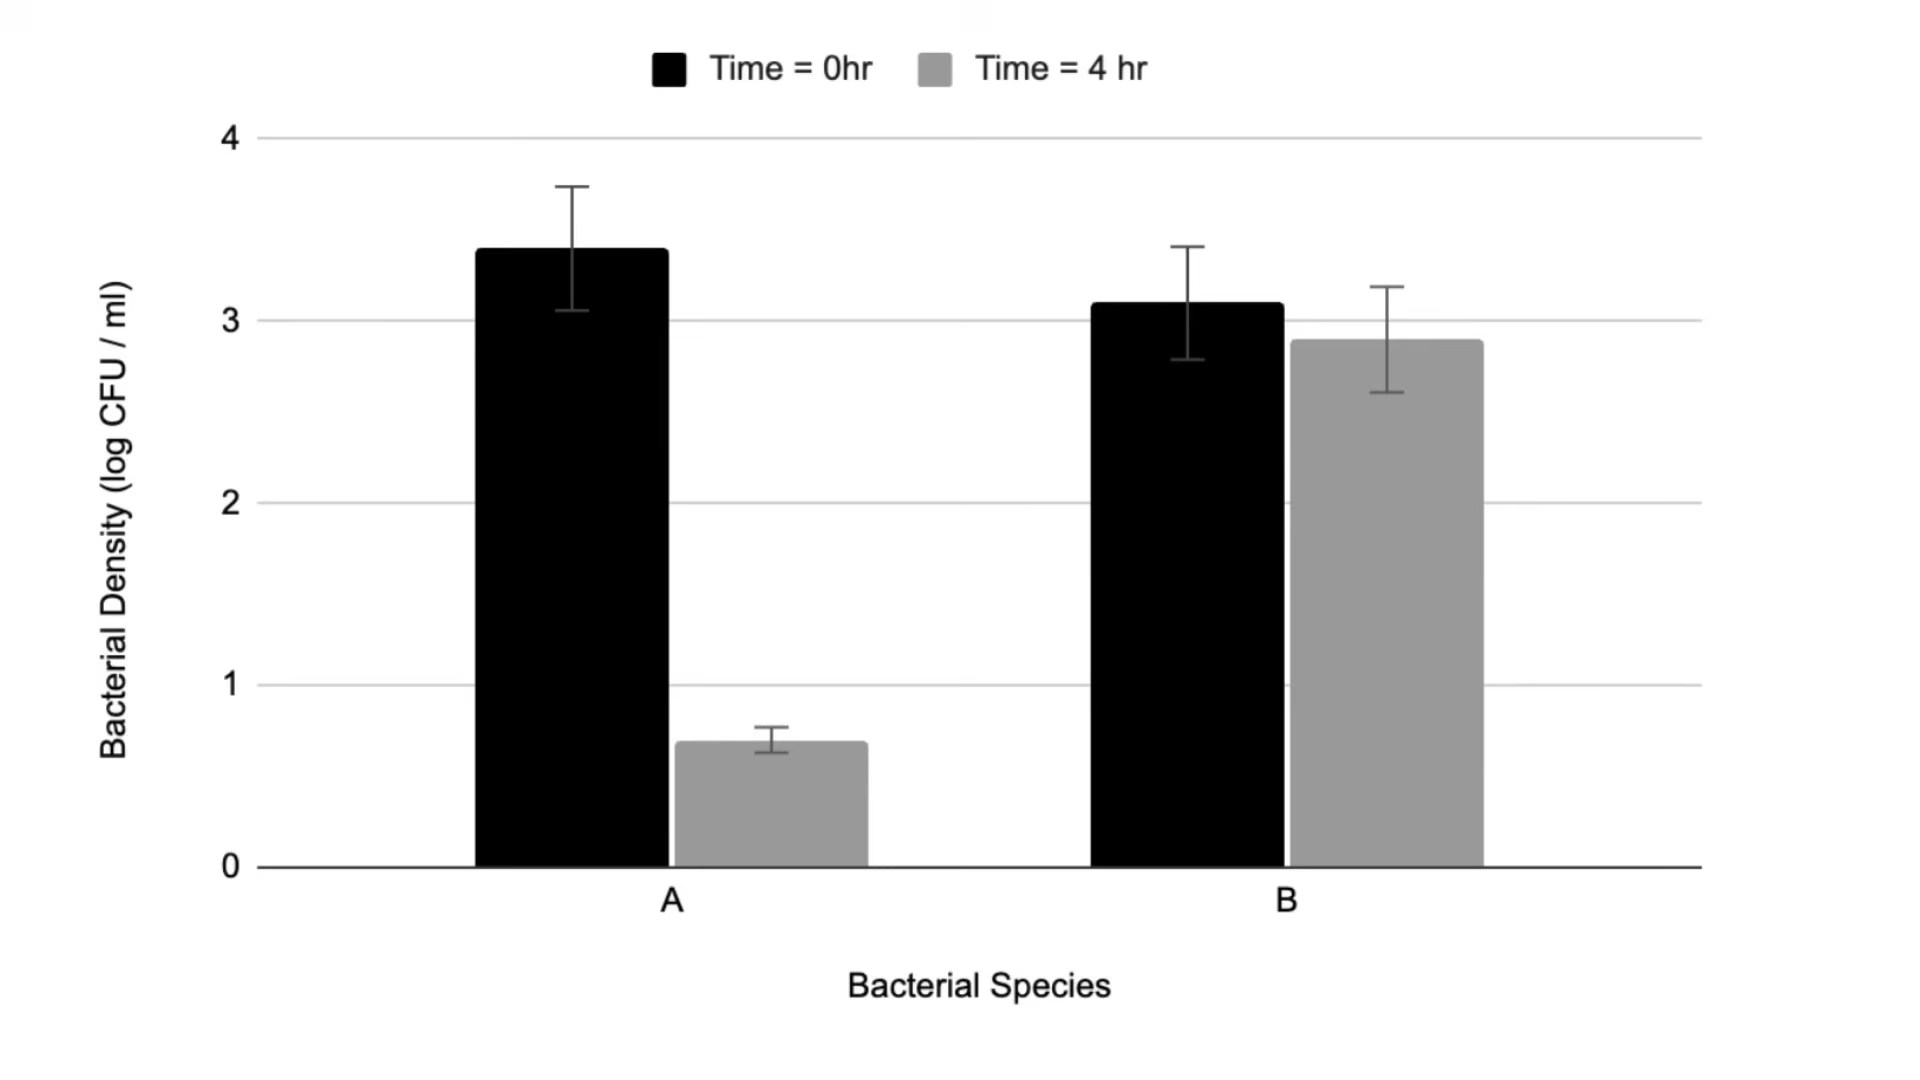 Time = 0hr Time = 4 hr
4
3
2
1
0
Bacterial Density (log CFU / ml)
A B
Bacterial Species